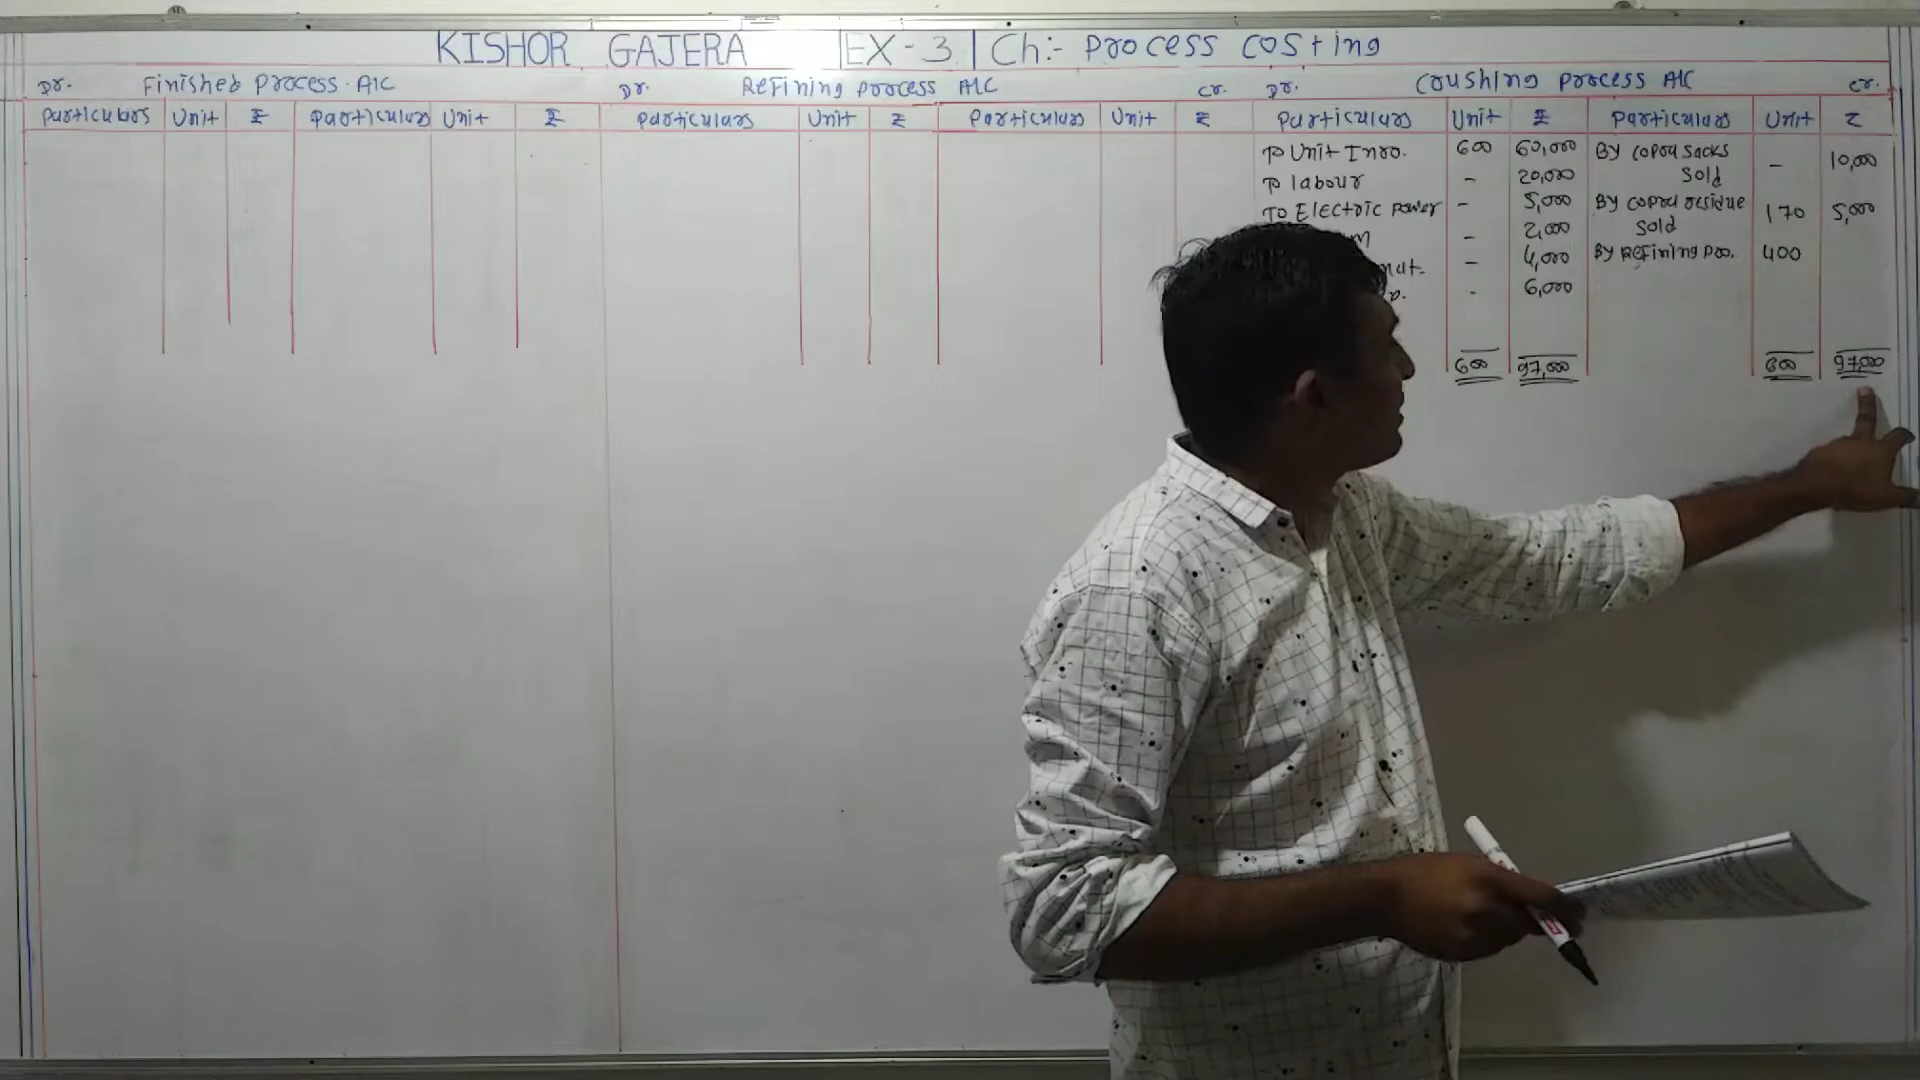 KISHOR GAJERA EX-3 Ch:- Process Costing
Dr. Finished Process A/C
Particulars Unit ₹ Particulars Unit ₹
Dr. Refining process A/C Cr.
Particulars Unit ₹ Particulars Unit ₹
Dr. Crushing process A/C Cr.
Particulars Unit ₹ Particulars Unit ₹
To Unit Inro. 600 60,000 By Copra sacks
sold - 10,000
To labour - 20,000
To Electric power - 5,000 By copra residue
sold 170 5,000
- 2,000
mat. - 4,000 By Refining pro. 400
- 6,000
600 97,000 600 97,000